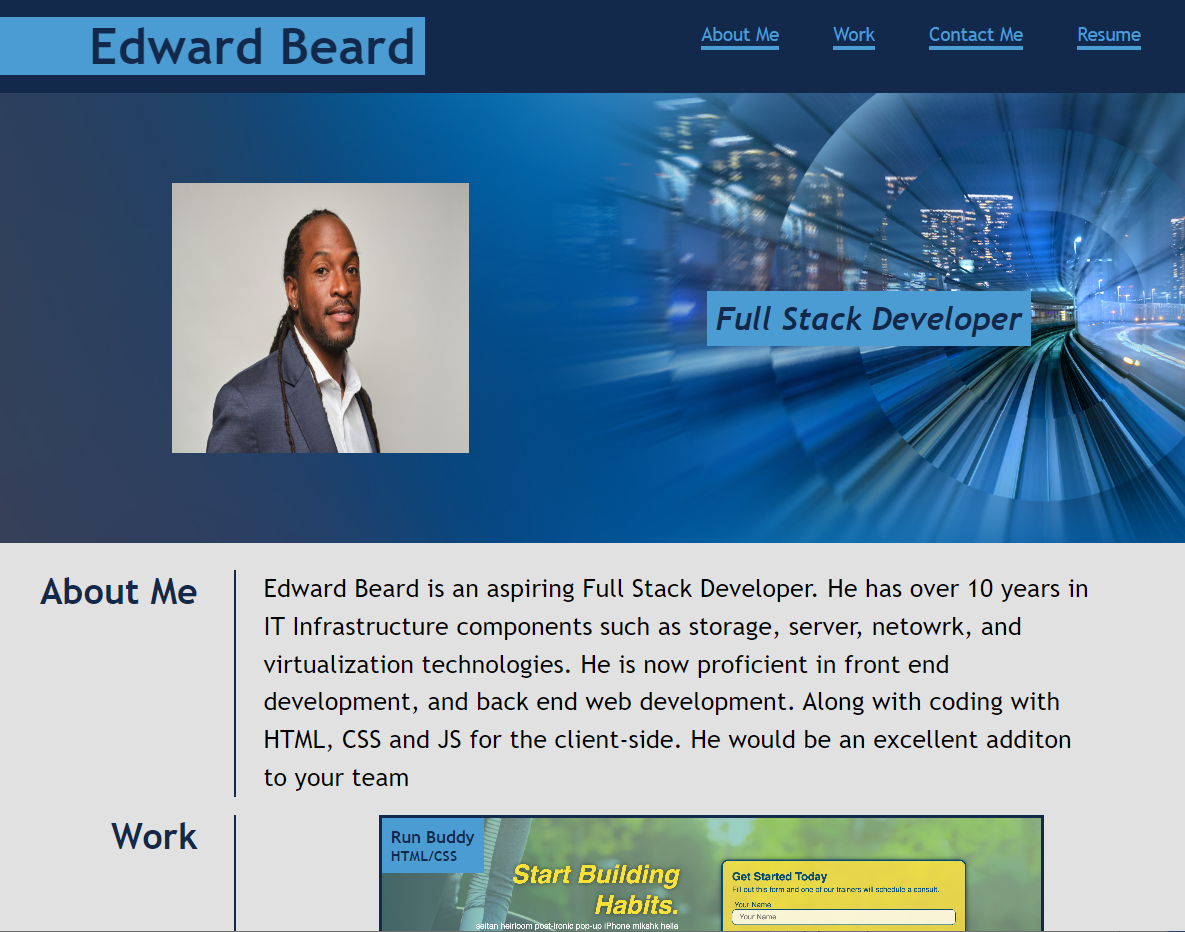 Edward Beard
About Me Work Contact Me Resume
Full Stack Developer
About Me
Edward Beard is an aspiring Full Stack Developer. He has over 10 years in
IT Infrastructure components such as storage, server, netowrk, and
virtualization technologies. He is now proficient in front end
development, and back end web development. Along with coding with
HTML, CSS and JS for the client-side. He would be an excellent additon
to your team
Work
Run Buddy
HTML/CSS
Start Building
Habits.
seitan heirloom post-ironic pop-up iPhone mlkshk hella
Get Started Today
Fill out this form and one of our trainers will schedule a consult.
Your Name
Your Name